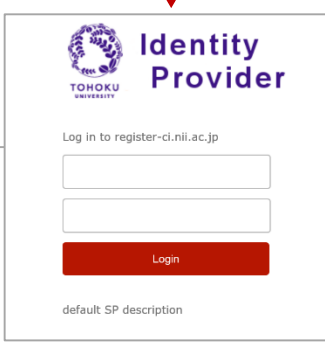 Identity
Provider
TOHOKU
UNIVERSITY
Log in to register-ci.nii.ac.jp
Login
default SP description